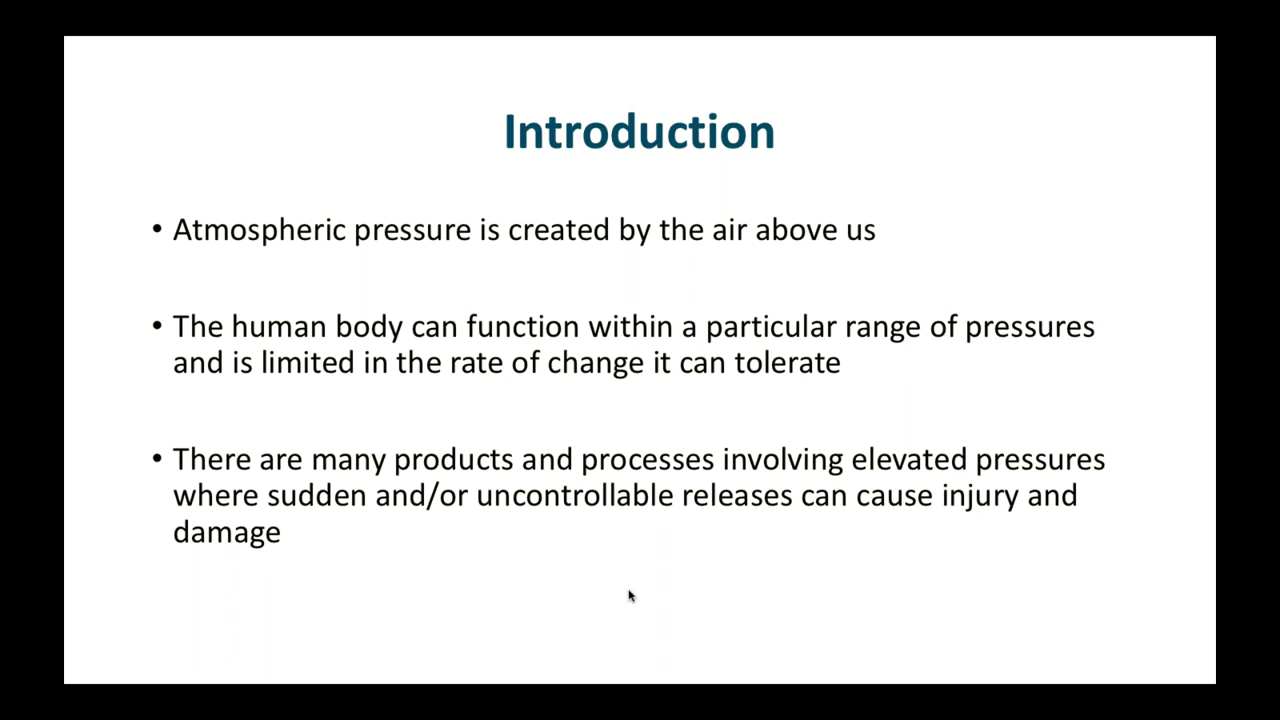 Introduction
• Atmospheric pressure is created by the air above us
• The human body can function within a particular range of pressures
and is limited in the rate of change it can tolerate
• There are many products and processes involving elevated pressures
where sudden and/or uncontrollable releases can cause injury and
damage